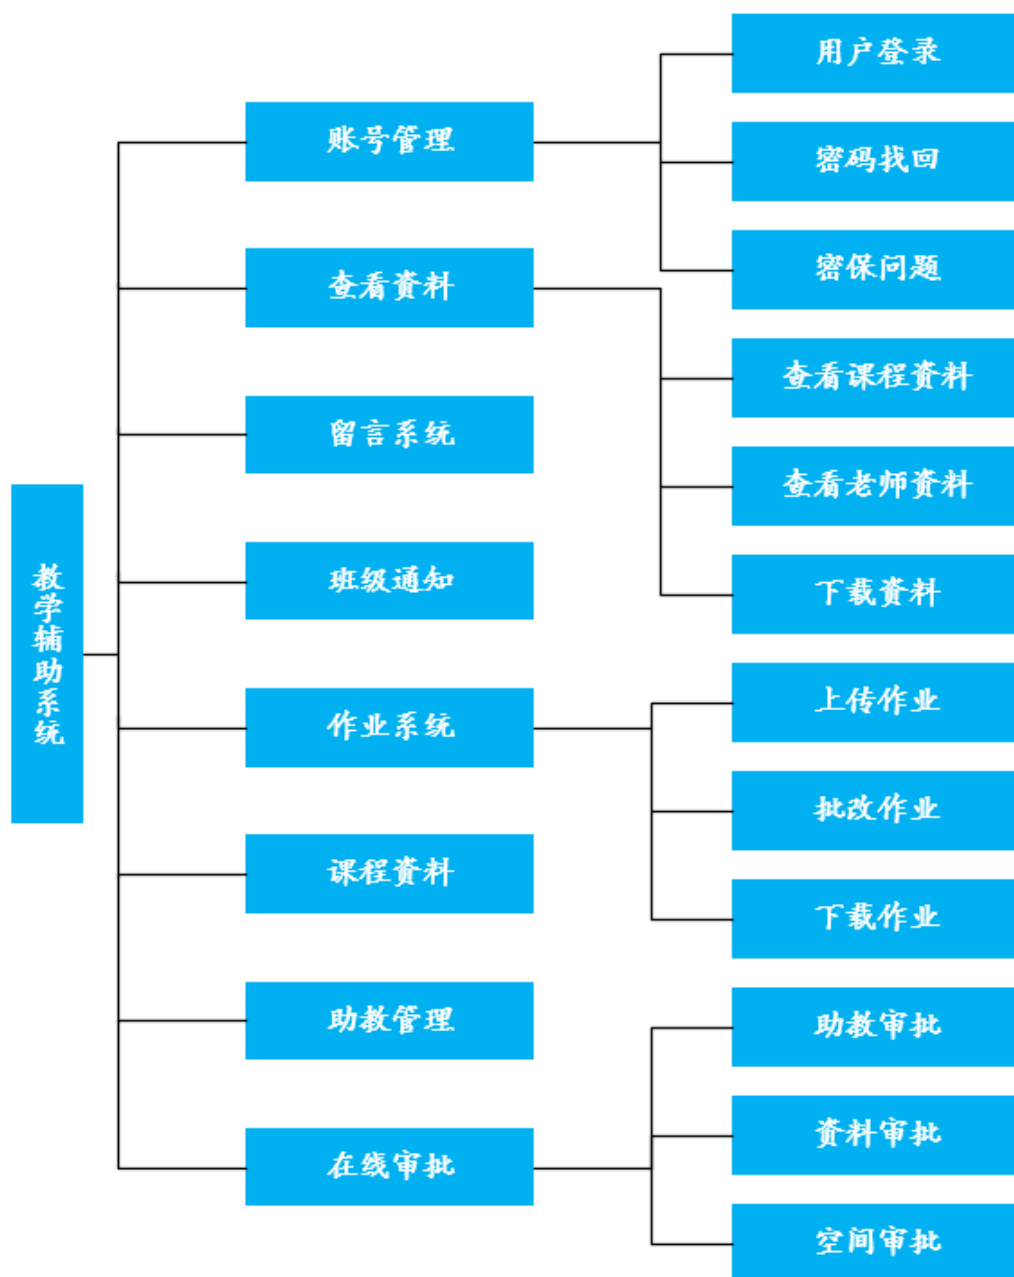 教学辅助系统
账号管理
用户登录
密码找回
密保问题
查看资料
查看课程资料
查看老师资料
下载资料
留言系统
班级通知
作业系统
上传作业
批改作业
下载作业
课程资料
助教管理
在线审批
助教审批
资料审批
空间审批